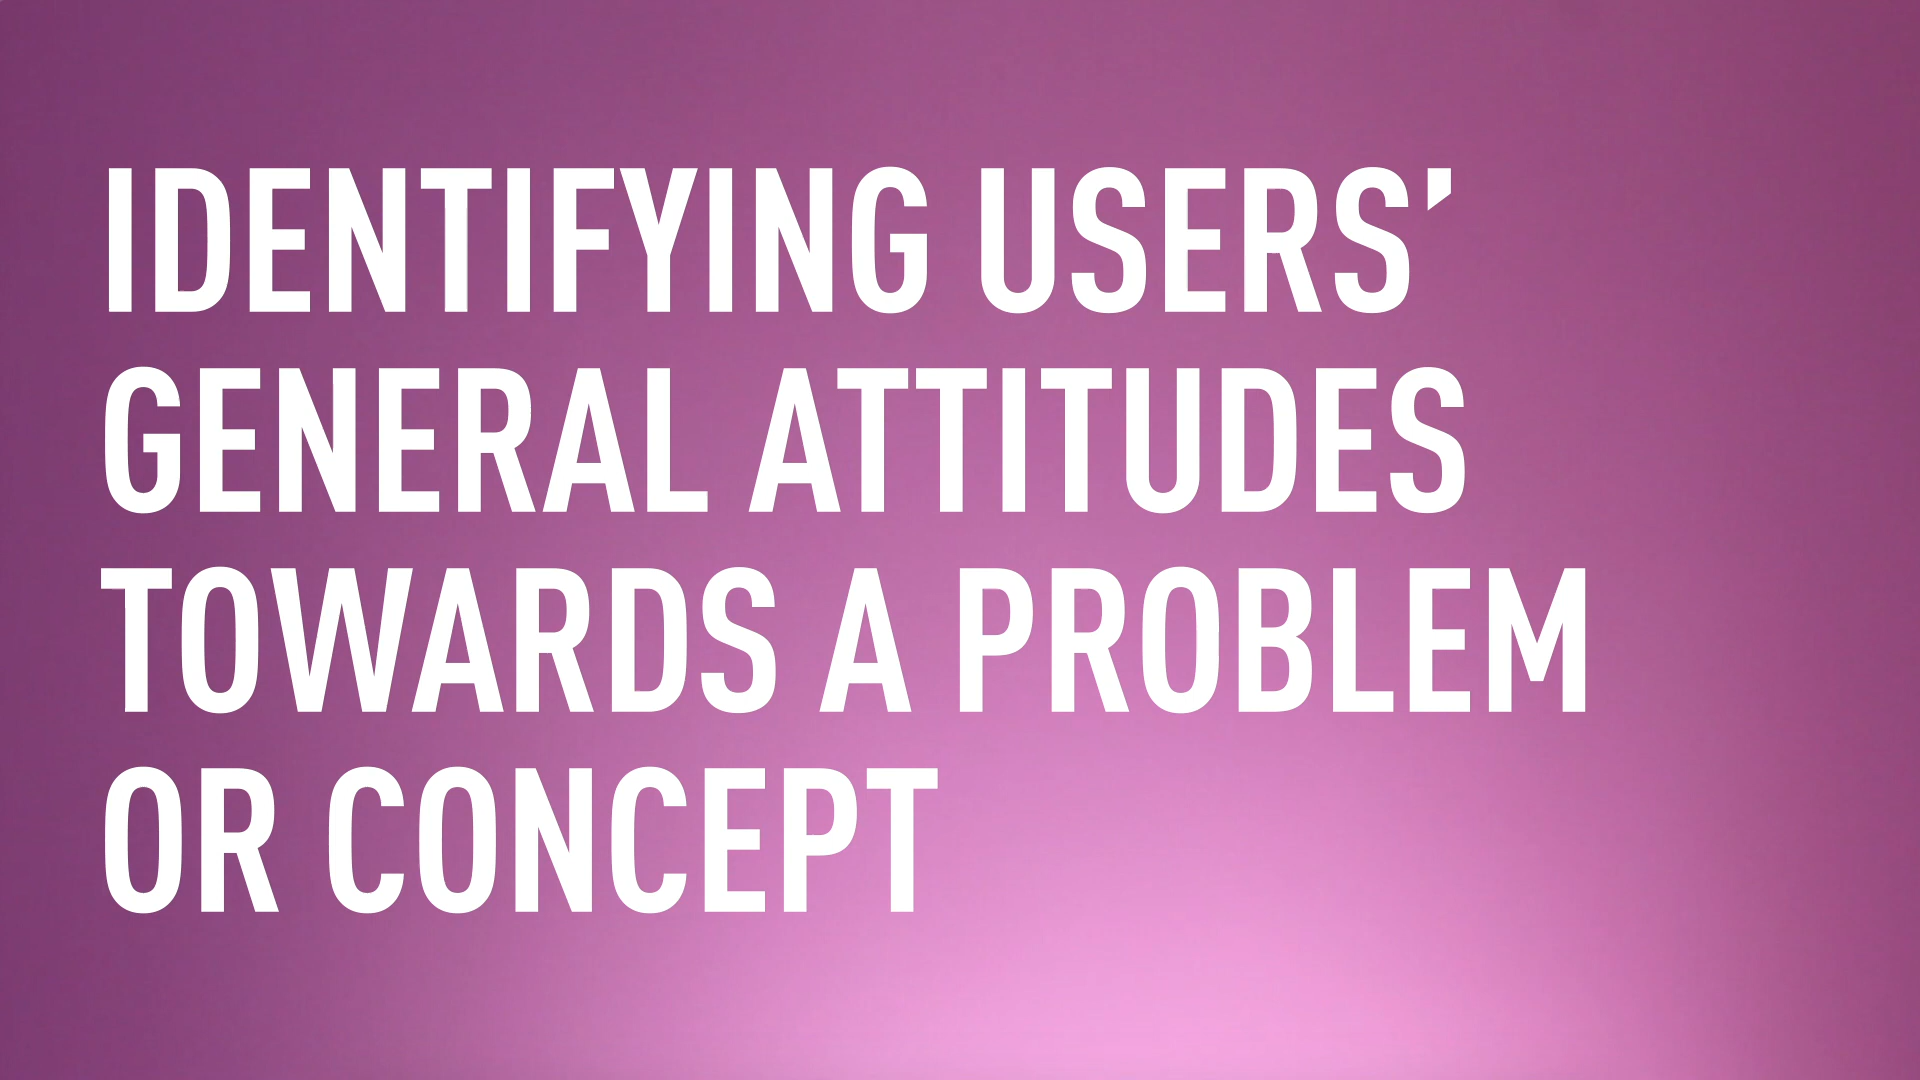 IDENTIFYING USERS’
GENERAL ATTITUDES
TOWARDS A PROBLEM
OR CONCEPT